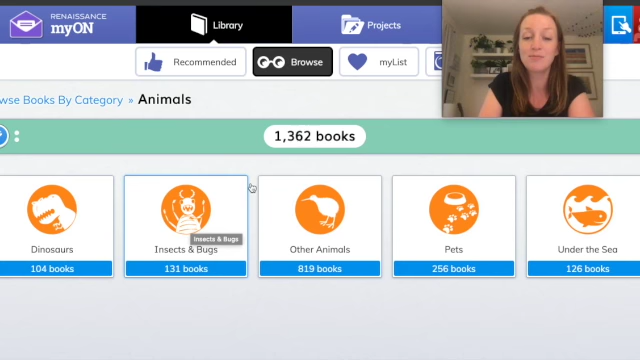 RENAISSANCE
myON
Library
Projects
Recommended
Browse
myList
wse Books By Category » Animals
1,362 books
Insects & Bugs
Dinosaurs
Insects & Bugs
Other Animals
Pets
Under the Sea
104 books
131 books
819 books
256 books
126 books